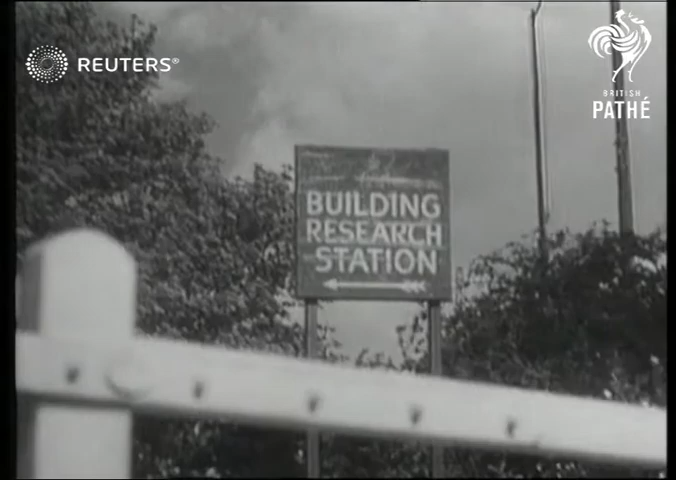 REUTERS®
BRITISH
PATHÉ
BUILDING
RESEARCH
STATION